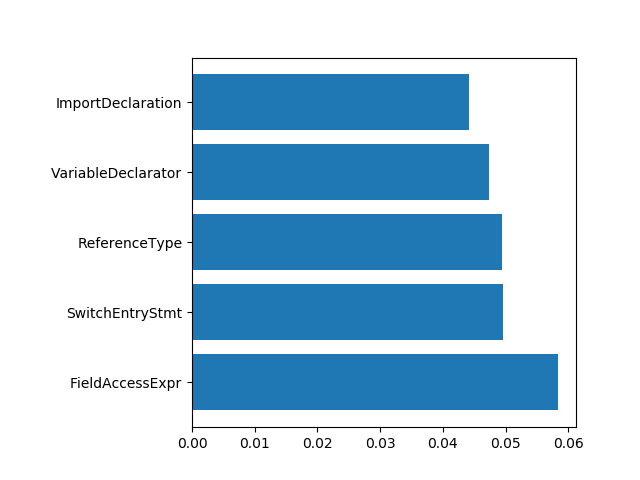 ImportDeclaration
VariableDeclarator
ReferenceType
SwitchEntryStmt
FieldAccessExpr
0.00 0.01 0.02 0.03 0.04 0.05 0.06